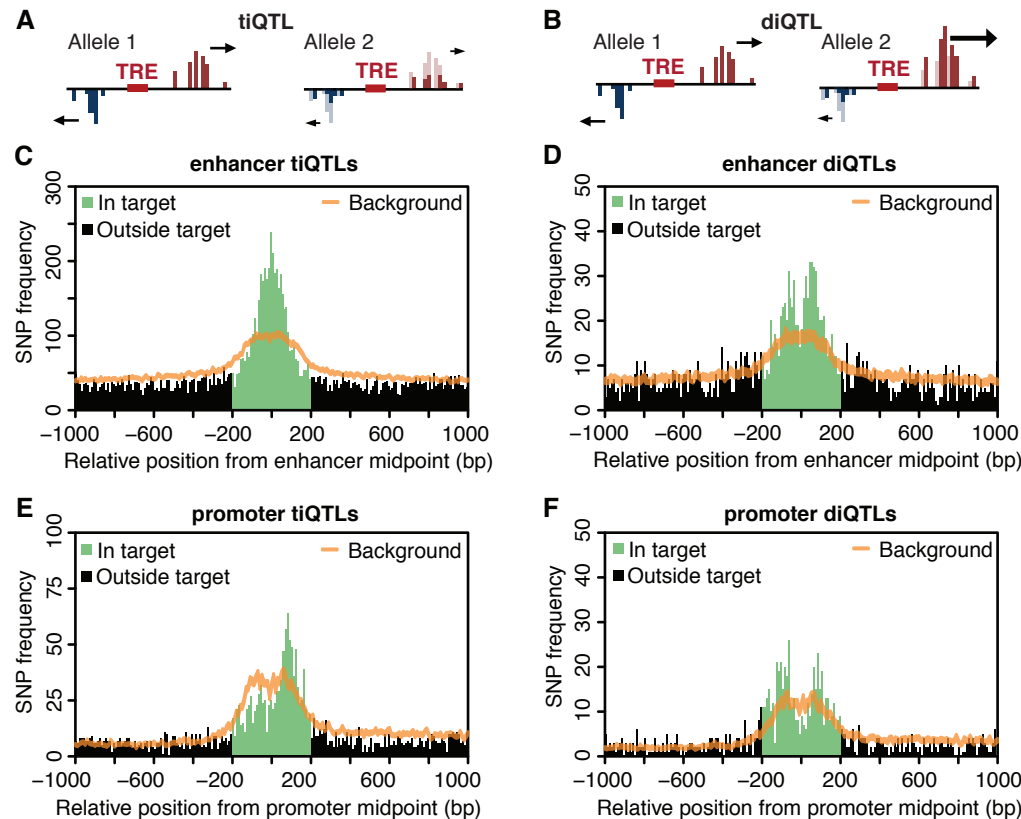 A
tiQTL
Allele 1
TRE
Allele 2
TRE
B
diQTL
Allele 1
TRE
Allele 2
TRE
C
enhancer tiQTLs
SNP frequency
300
200
100
0
In target
Outside target
Background
−1000 −600 −200 200 600 1000
Relative position from enhancer midpoint (bp)
D
enhancer diQTLs
SNP frequency
50
40
30
20
10
0
In target
Outside target
Background
−1000 −600 −200 200 600 1000
Relative position from enhancer midpoint (bp)
E
promoter tiQTLs
SNP frequency
100
75
50
25
0
In target
Outside target
Background
−1000 −600 −200 200 600 1000
Relative position from promoter midpoint (bp)
F
promoter diQTLs
SNP frequency
50
40
30
20
10
0
In target
Outside target
Background
−1000 −600 −200 200 600 1000
Relative position from promoter midpoint (bp)